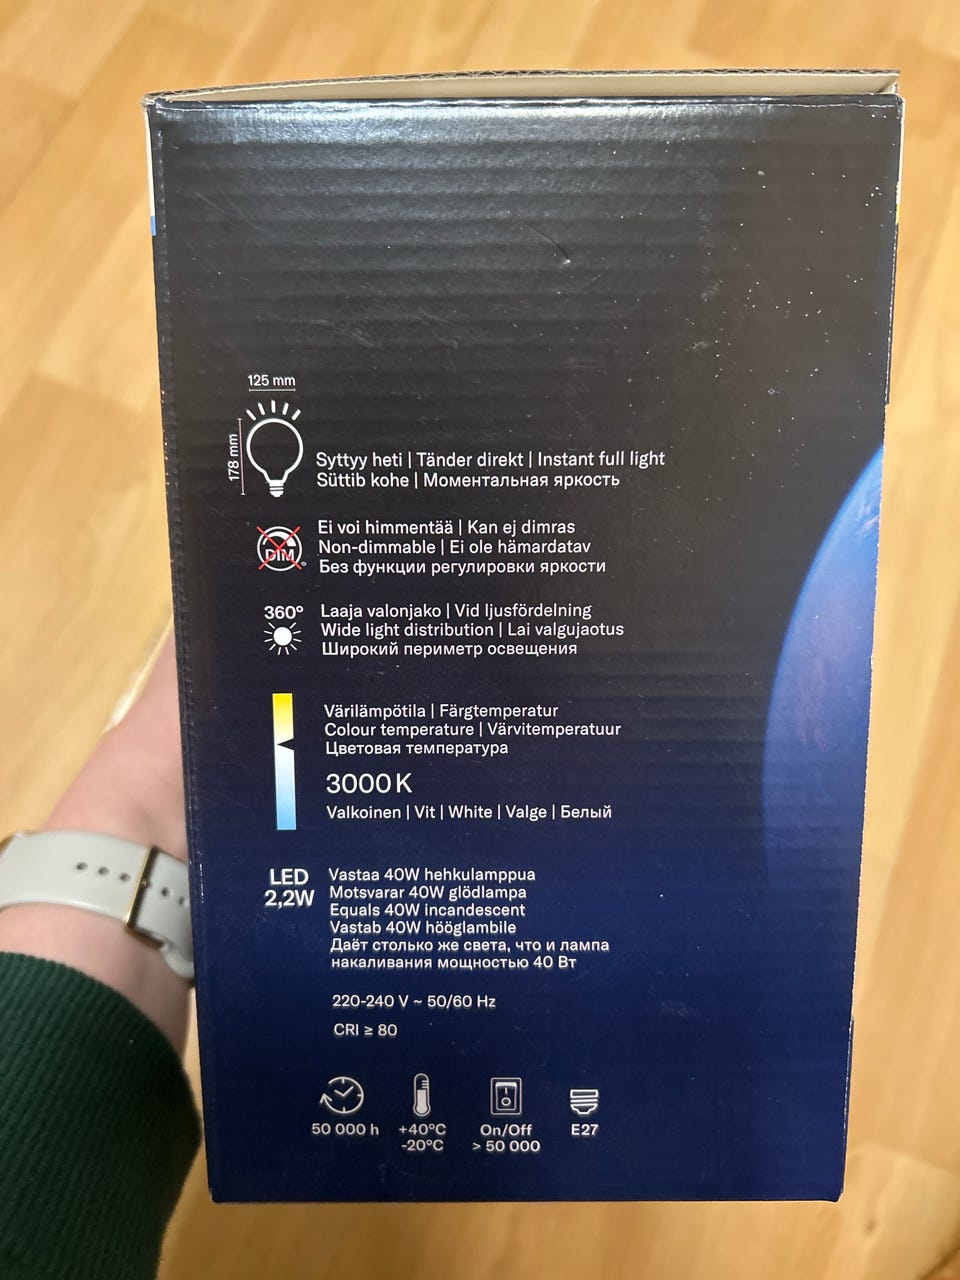 125 mm
178 mm
Syttyy heti | Tänder direkt | Instant full light
Süttib kohe | Моментальная яркость
DIM
Ei voi himmentää | Kan ej dimras
Non-dimmable | Ei ole hämardatav
Без функции регулировки яркости
360°
Laaja valonjako | Vid ljusfördelning
Wide light distribution | Lai valgujaotus
Широкий периметр освещения
Värilämpötila | Färgtemperatur
Colour temperature | Värvitemperatuur
Цветовая температура
3000 K
Valkoinen | Vit | White | Valge | Белый
LED
2,2W
Vastaa 40W hehkulamppua
Motsvarar 40W glödlampa
Equals 40W incandescent
Vastab 40W hööglambile
Даёт столько же света, что и лампа
накаливания мощностью 40 Вт
220-240 V ~ 50/60 Hz
CRI ≥ 80
50 000 h
+40°C
-20°C
On/Off
> 50 000
E27